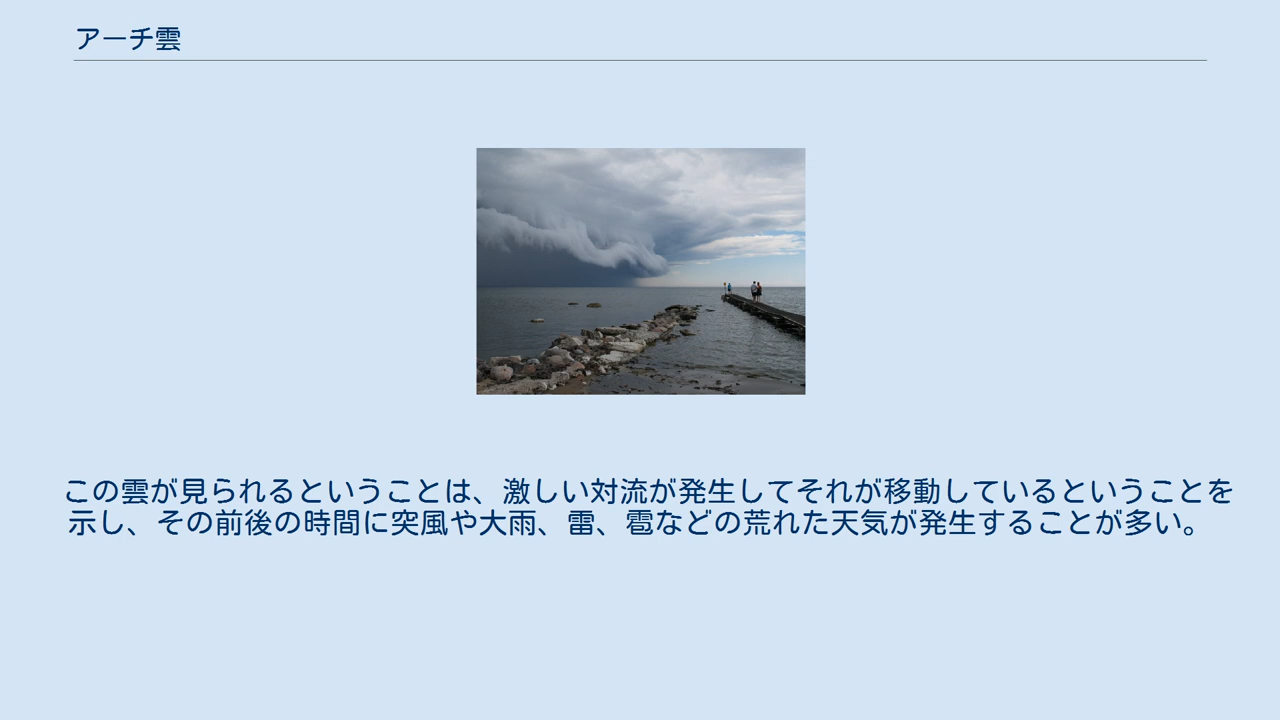 アーチ雲
この雲が見られるということは、激しい対流が発生してそれが移動しているということを
示し、その前後の時間に突風や大雨、雷、雹などの荒れた天気が発生することが多い。